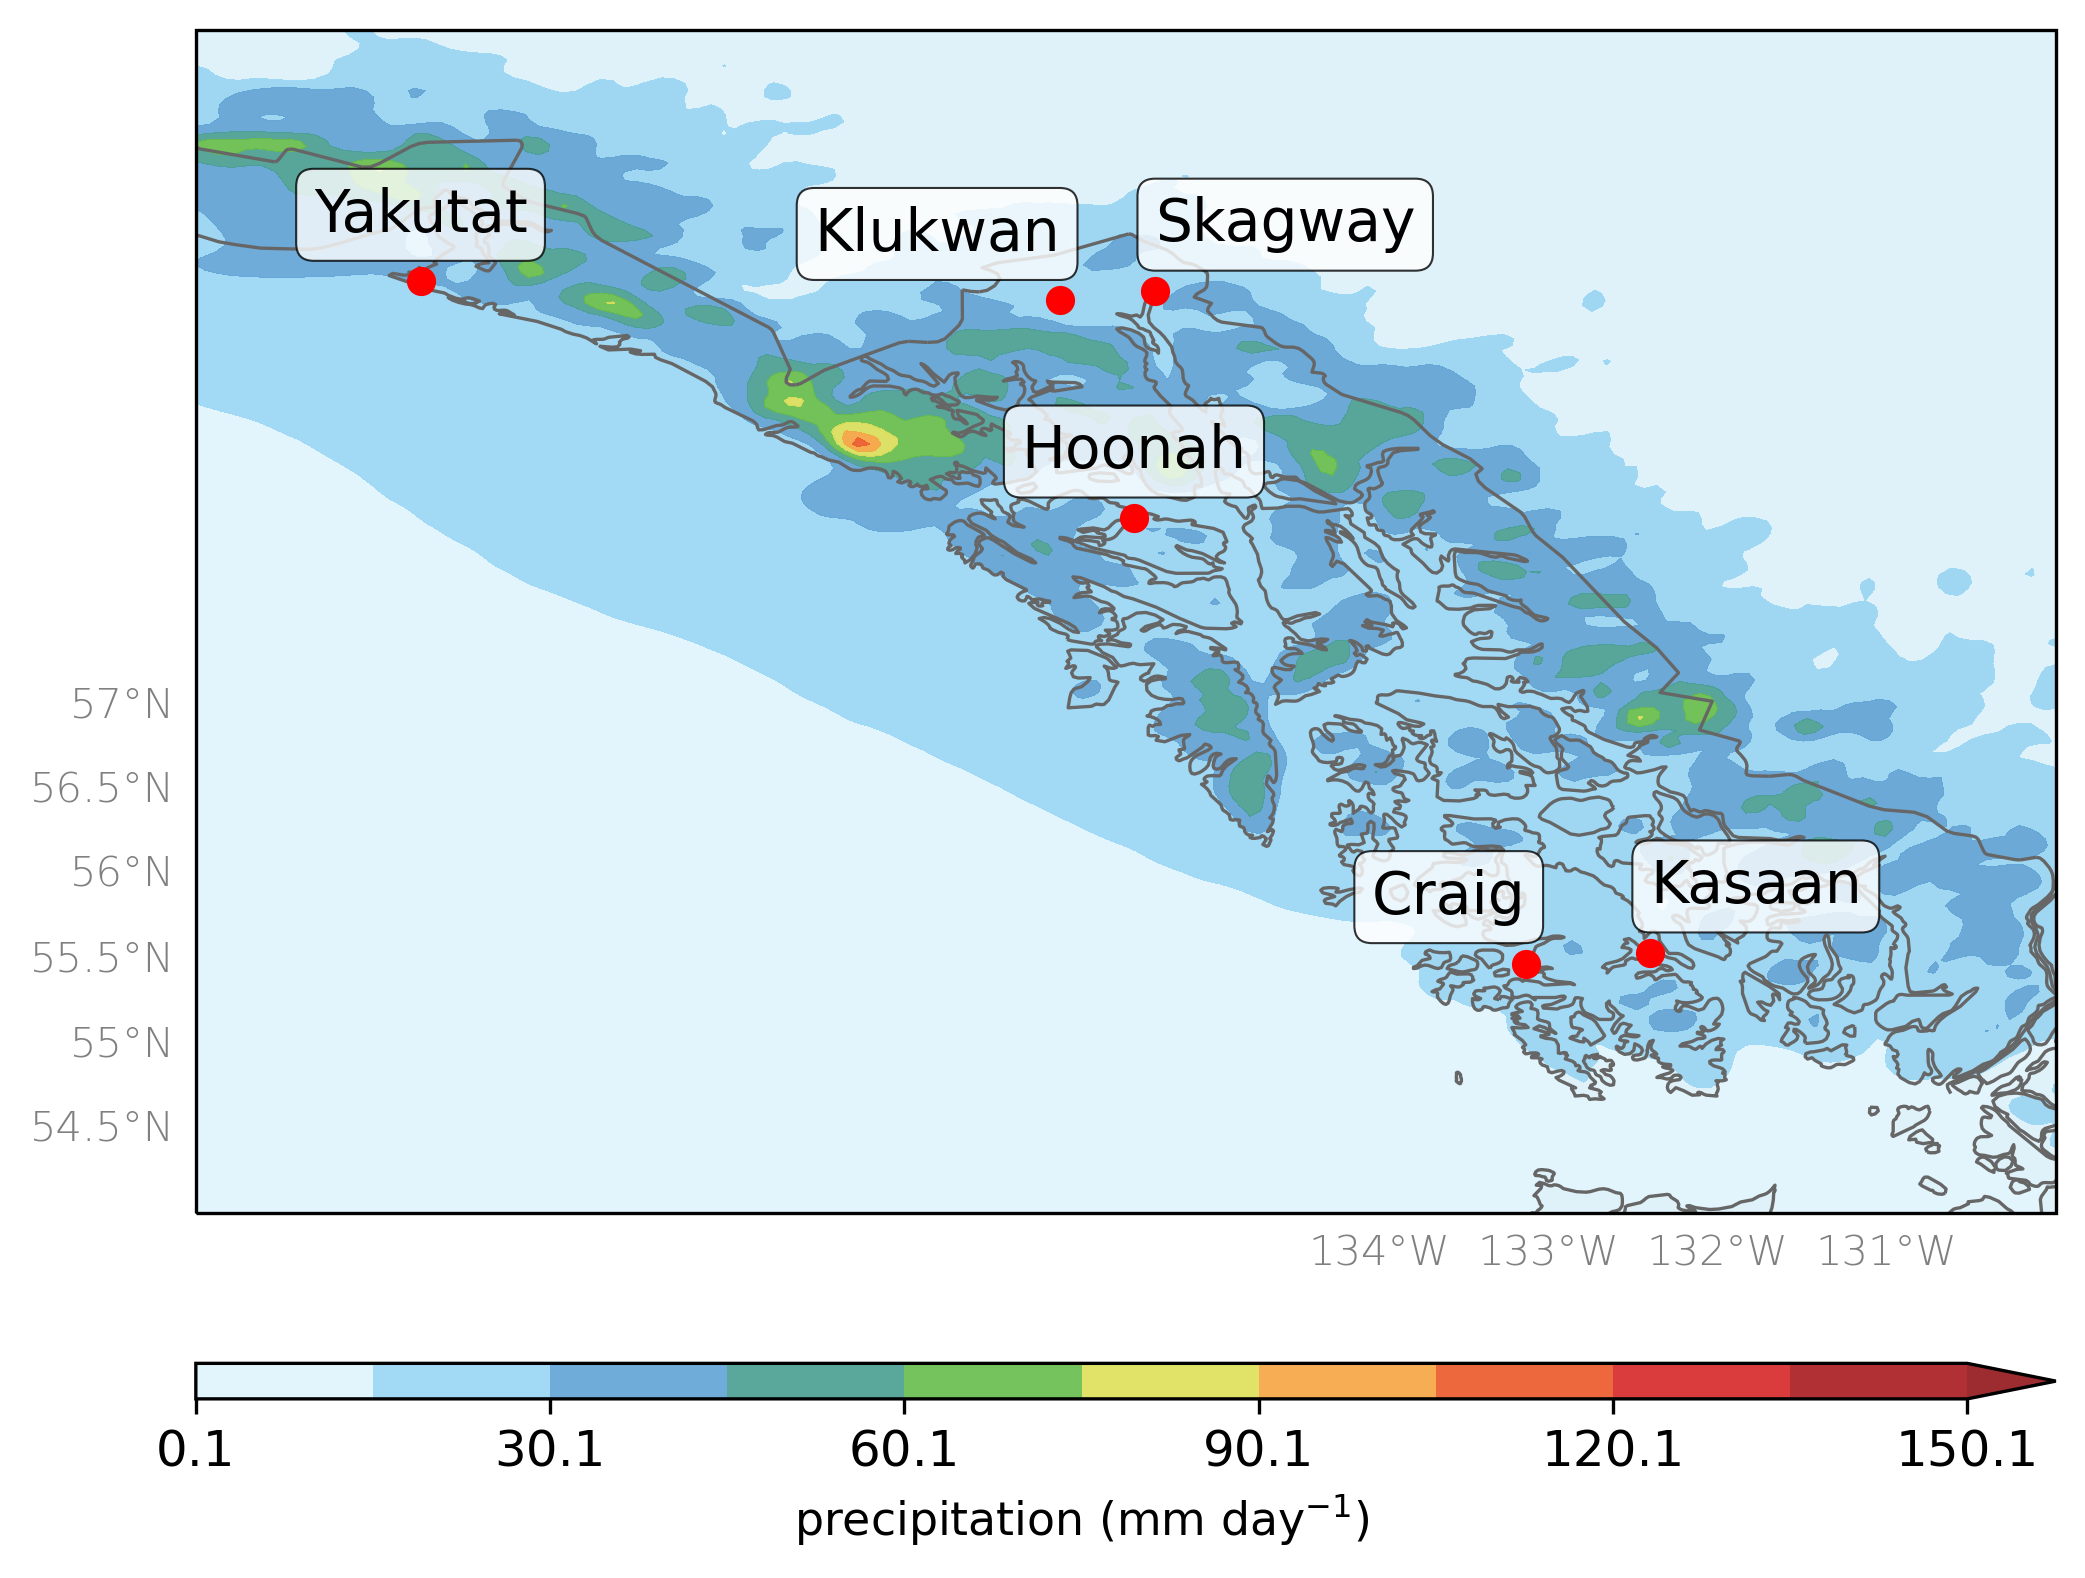 Yakutat
Klukwan
Skagway
Hoonah
Craig
Kasaan
57°N
56.5°N
56°N
55.5°N
55°N
54.5°N
134°W 133°W 132°W 131°W
0.1 30.1 60.1 90.1 120.1 150.1
precipitation (mm day⁻¹)